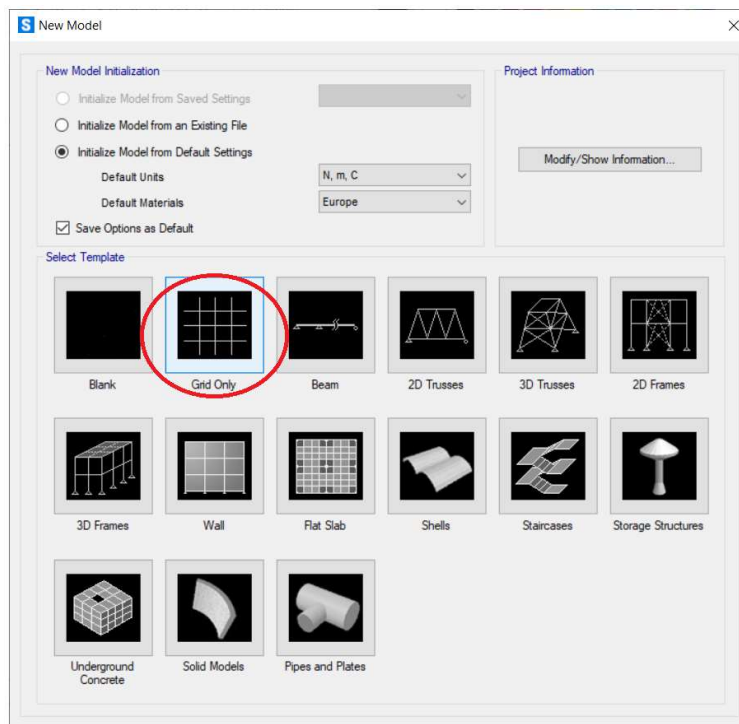 S New Model
New Model Initialization
Project Information
Initialize Model from Saved Settings
Initialize Model from an Existing File
Initialize Model from Default Settings
Modify/Show Information...
Default Units
N, m, C
Default Materials
Europe
Save Options as Default
Select Template
Blank
Grid Only
Beam
2D Trusses
3D Trusses
2D Frames
3D Frames
Wall
Flat Slab
Shells
Staircases
Storage Structures
Underground
Concrete
Solid Models
Pipes and Plates